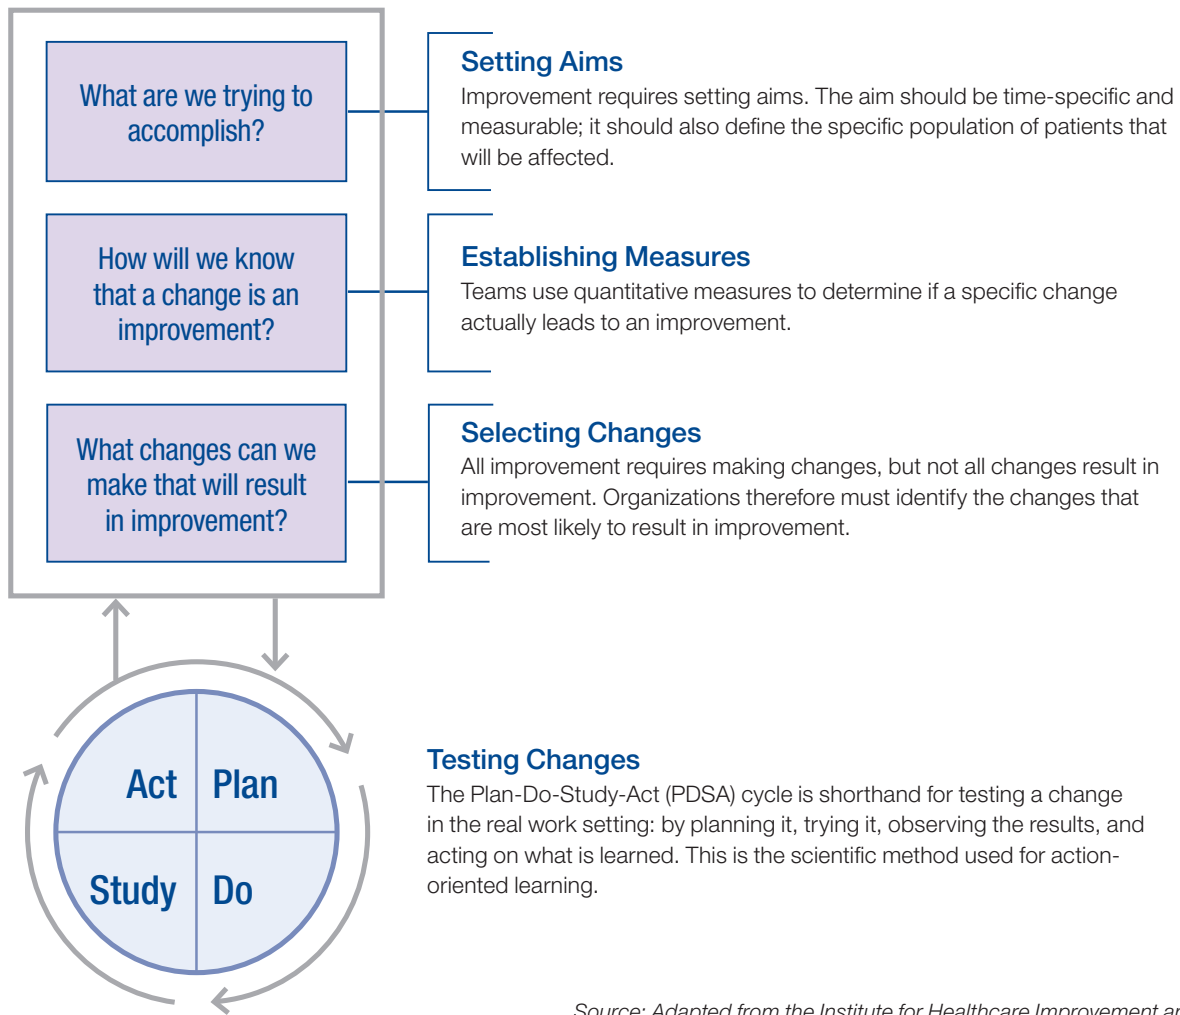 What are we trying to
accomplish?
Setting Aims
Improvement requires setting aims. The aim should be time-specific and
measurable; it should also define the specific population of patients that
will be affected.
How will we know
that a change is an
improvement?
Establishing Measures
Teams use quantitative measures to determine if a specific change
actually leads to an improvement.
What changes can we
make that will result
in improvement?
Selecting Changes
All improvement requires making changes, but not all changes result in
improvement. Organizations therefore must identify the changes that
are most likely to result in improvement.
Act Plan
Study Do
Testing Changes
The Plan-Do-Study-Act (PDSA) cycle is shorthand for testing a change
in the real work setting: by planning it, trying it, observing the results, and
acting on what is learned. This is the scientific method used for action-
oriented learning.
Source: Adapted from the Institute for Healthcare Improvement